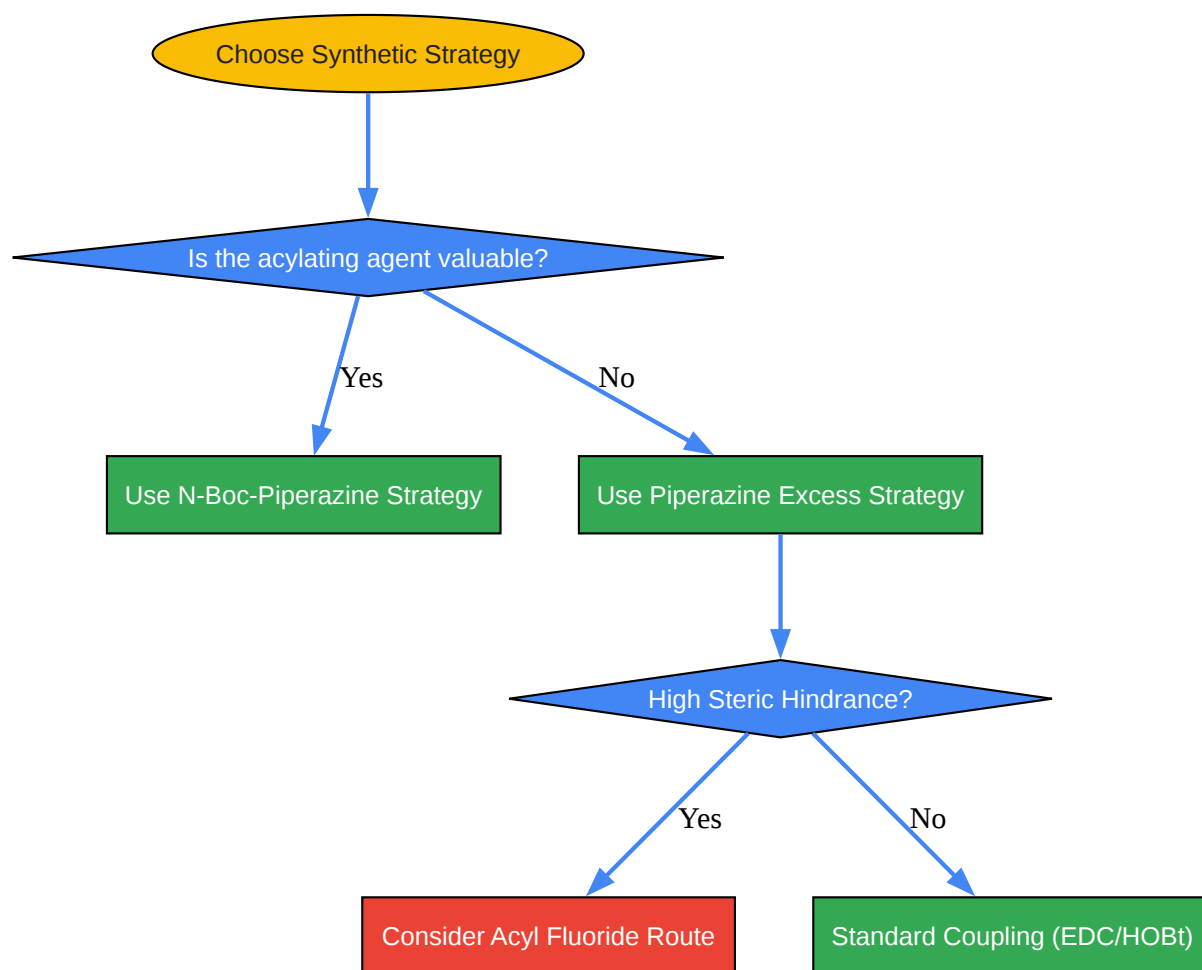 Choose Synthetic Strategy
Is the acylating agent valuable?
Yes
No
Use N-Boc-Piperazine Strategy
Use Piperazine Excess Strategy
High Steric Hindrance?
Yes
No
Consider Acyl Fluoride Route
Standard Coupling (EDC/HOBt)